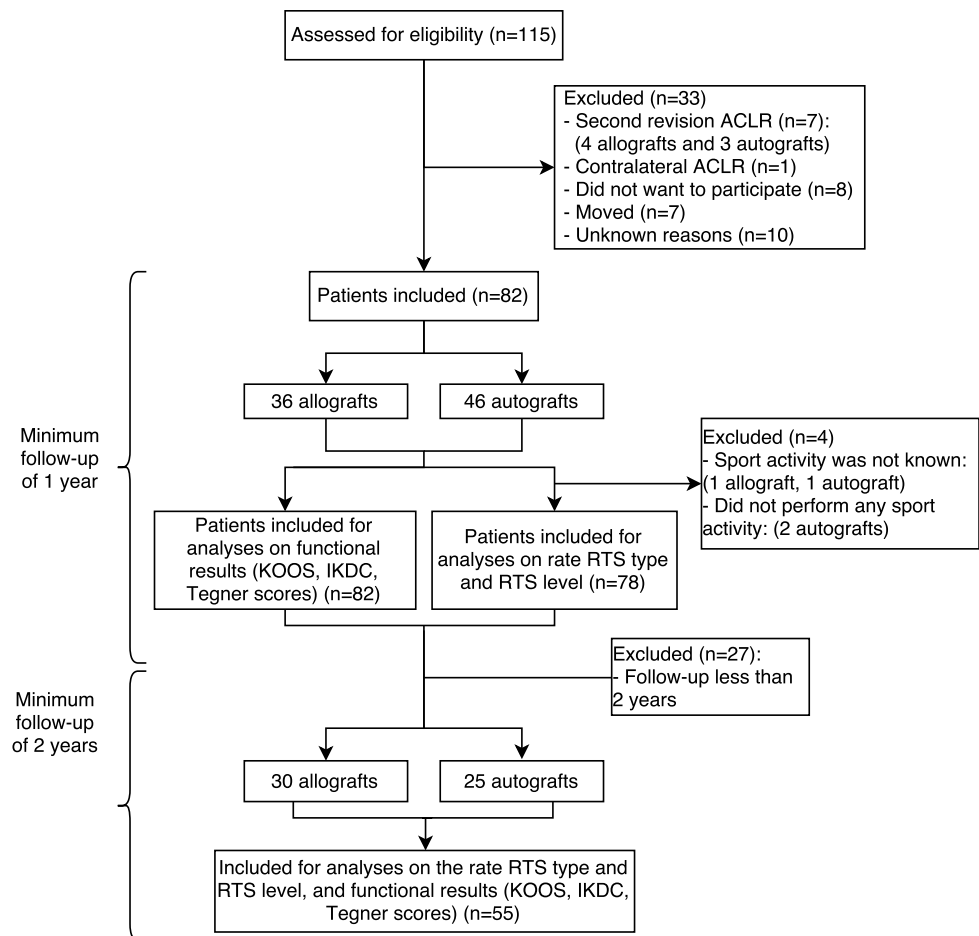 Assessed for eligibility (n=115)
Excluded (n=33)
- Second revision ACLR (n=7):
(4 allografts and 3 autografts)
- Contralateral ACLR (n=1)
- Did not want to participate (n=8)
- Moved (n=7)
- Unknown reasons (n=10)
Patients included (n=82)
36 allografts
46 autografts
Minimum
follow-up
of 1 year
Excluded (n=4)
- Sport activity was not known:
(1 allograft, 1 autograft)
- Did not perform any sport
activity: (2 autografts)
Patients included for
analyses on functional
results (KOOS, IKDC,
Tegner scores) (n=82)
Patients included for
analyses on rate RTS type
and RTS level (n=78)
Excluded (n=27):
- Follow-up less than
2 years
Minimum
follow-up
of 2 years
30 allografts
25 autografts
Included for analyses on the rate RTS type and
RTS level, and functional results (KOOS, IKDC,
Tegner scores) (n=55)